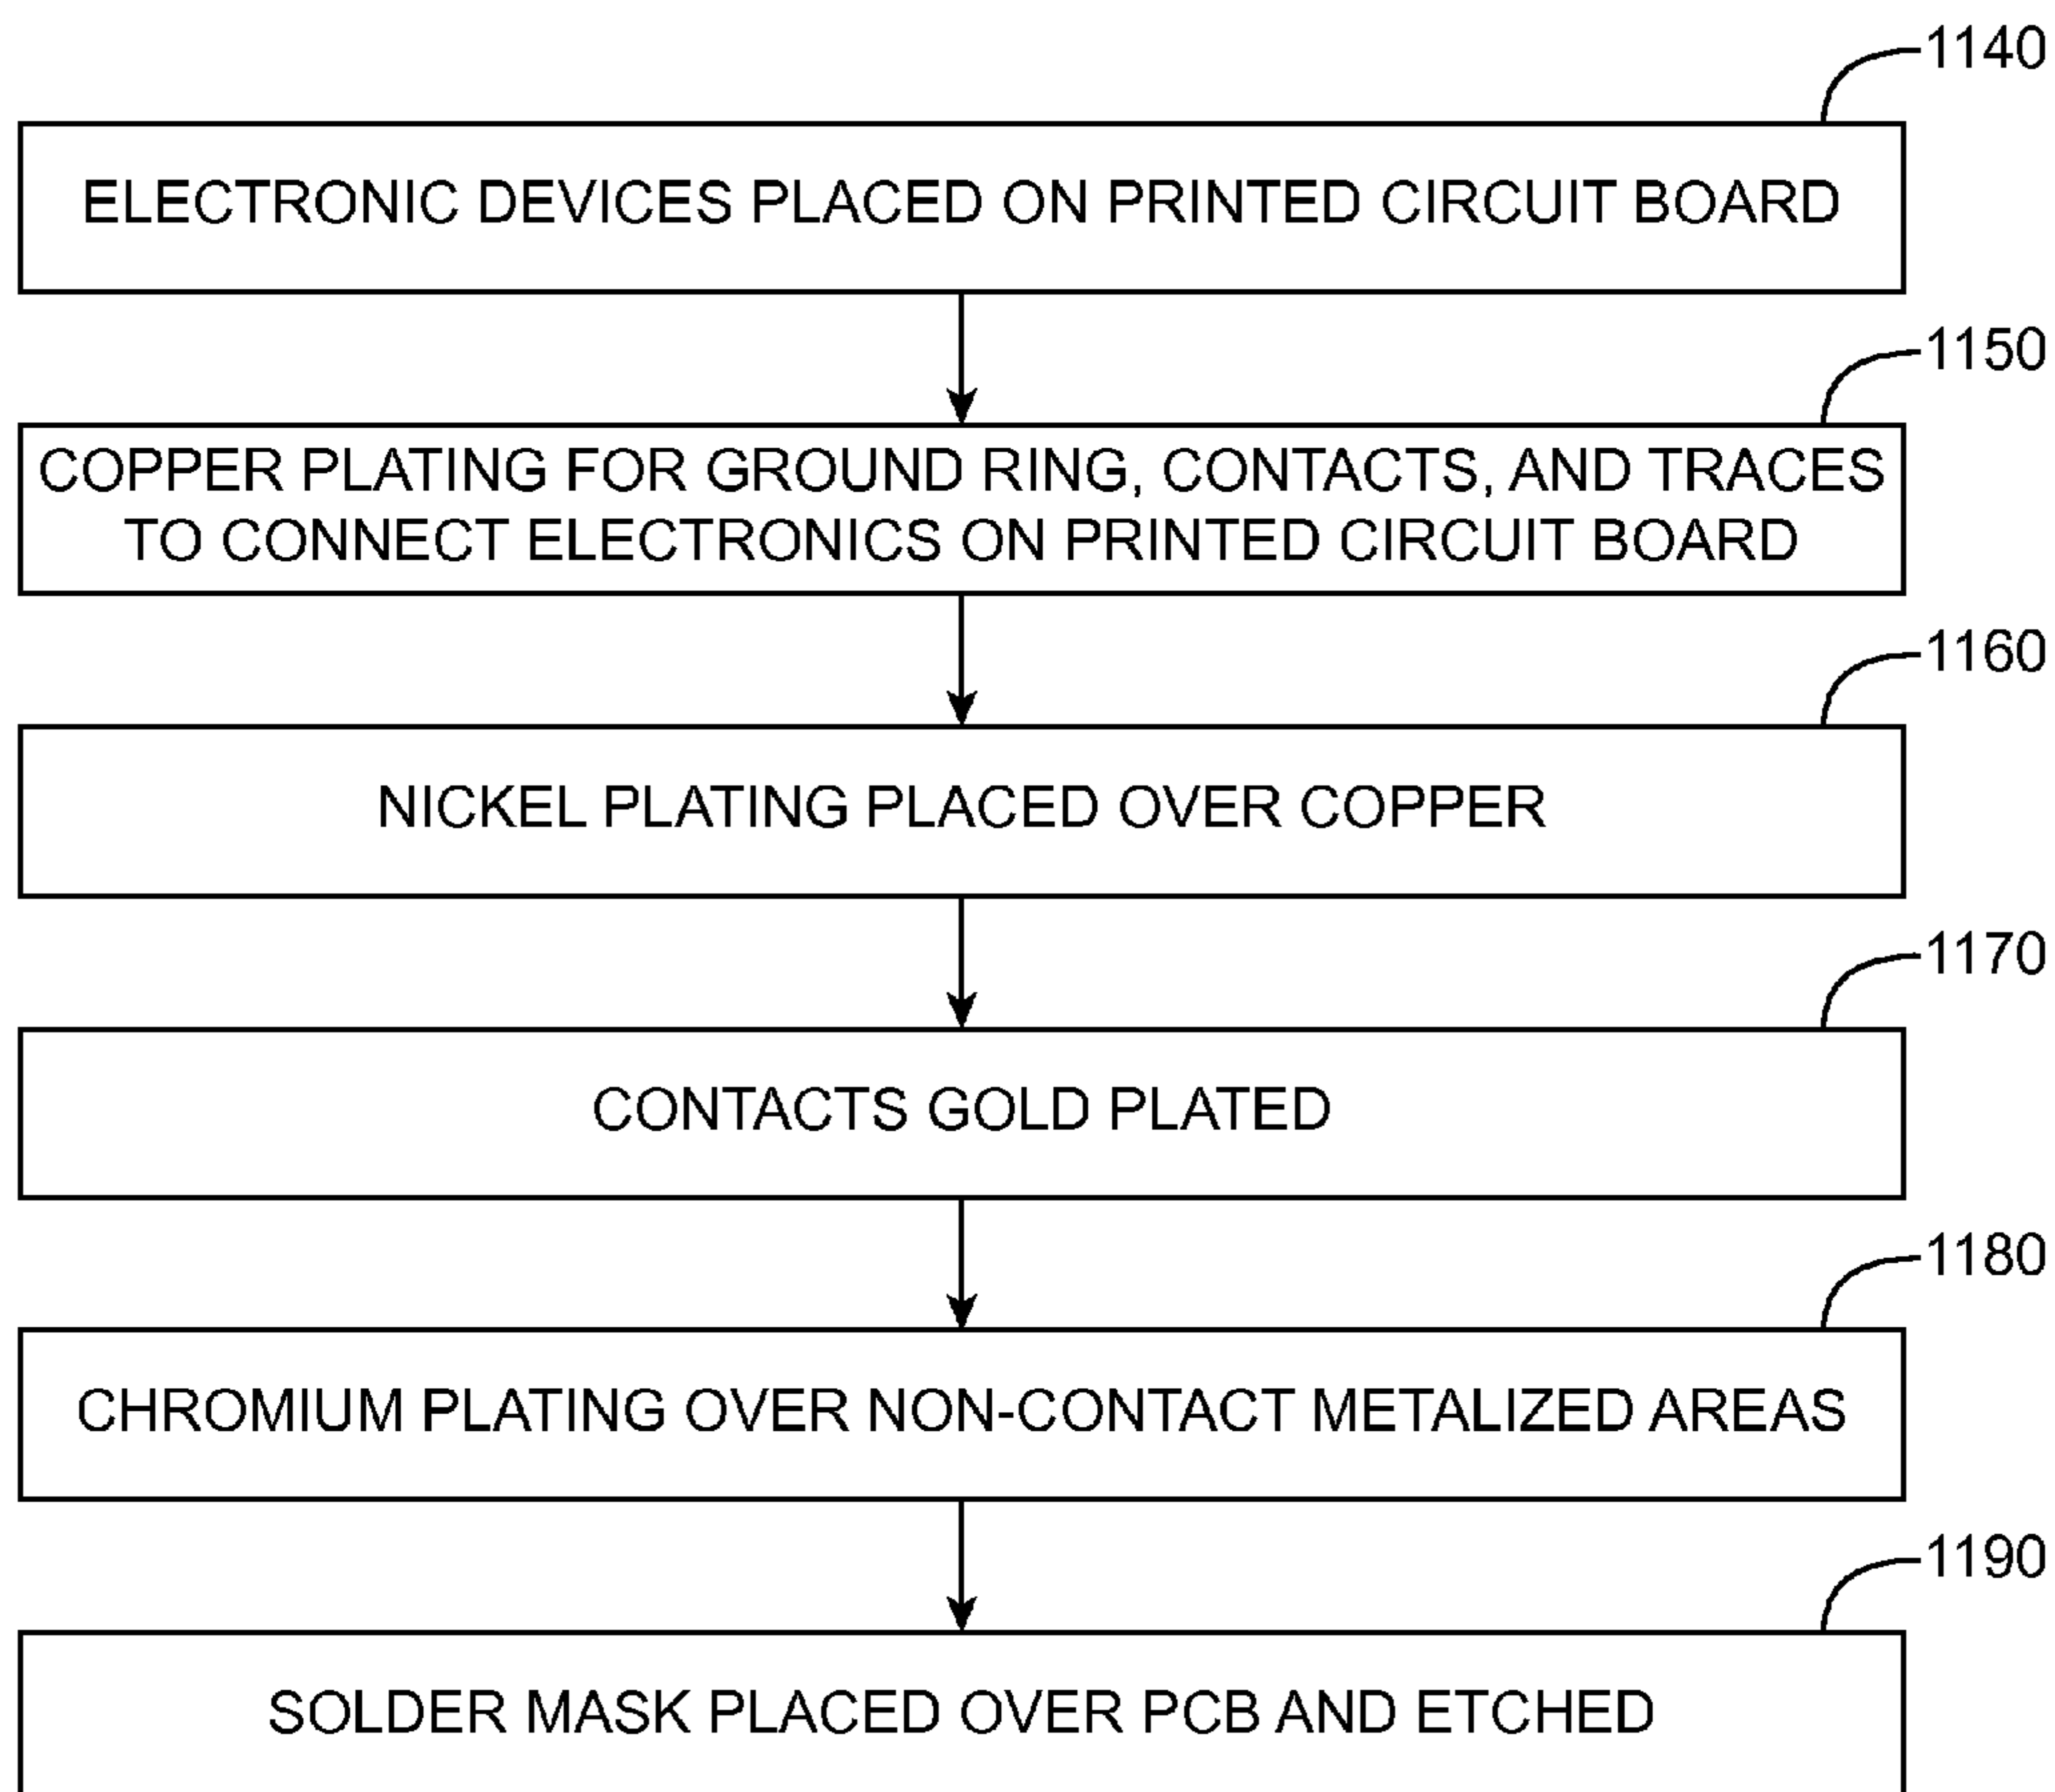 1140
ELECTRONIC DEVICES PLACED ON PRINTED CIRCUIT BOARD
1150
COPPER PLATING FOR GROUND RING, CONTACTS, AND TRACES
TO CONNECT ELECTRONICS ON PRINTED CIRCUIT BOARD
1160
NICKEL PLATING PLACED OVER COPPER
1170
CONTACTS GOLD PLATED
1180
CHROMIUM PLATING OVER NON-CONTACT METALIZED AREAS
1190
SOLDER MASK PLACED OVER PCB AND ETCHED